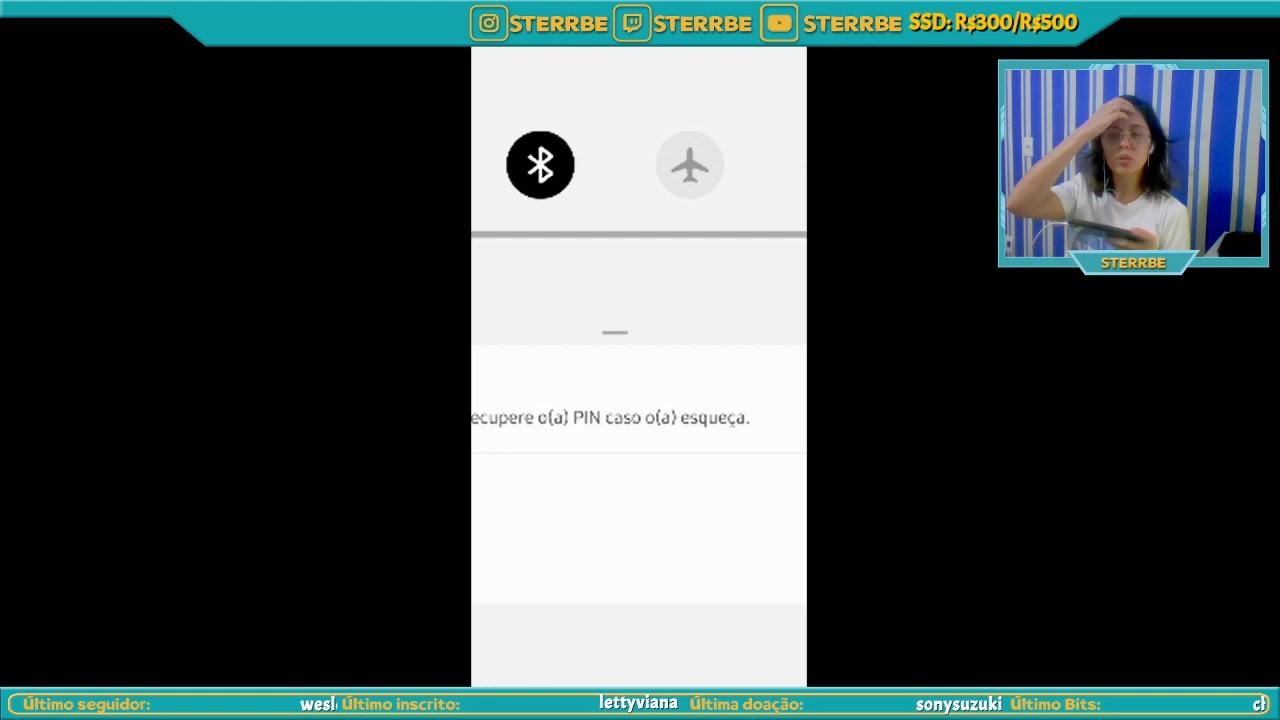 STERRBE STERRBE STERRBE SSD: R$300/R$500
STERRBE
ecupere o(a) PIN caso o(a) esqueça.
Último seguidor: wesl Último inscrito: lettyviana Última doação: sonysuzuki Último Bits: